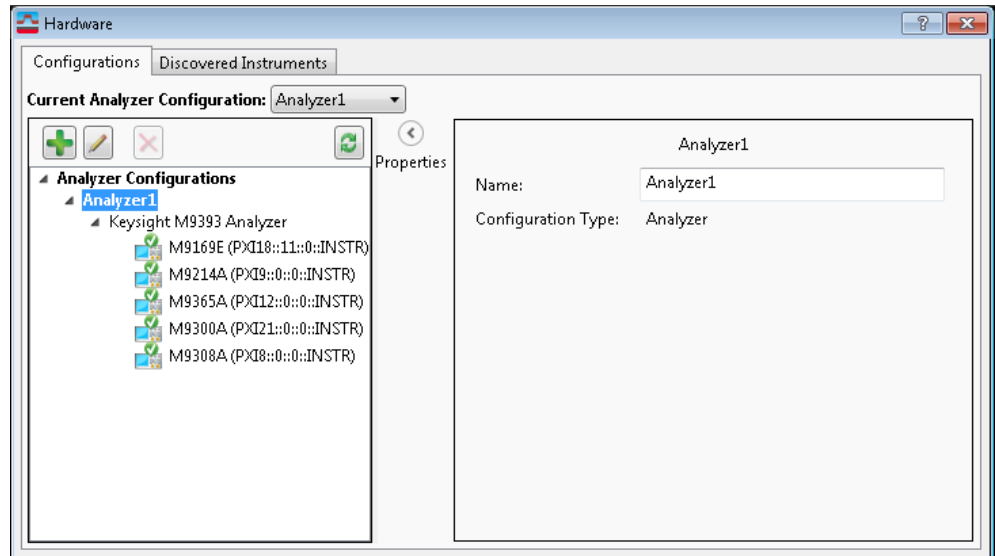 Hardware
?
Configurations
Discovered Instruments
Current Analyzer Configuration: Analyzer1
Properties
Analyzer Configurations
Analyzer1
Keysight M9393 Analyzer
M9169E (PXI18::11::0::INSTR)
M9214A (PXI9::0::0::INSTR)
M9365A (PXI12::0::0::INSTR)
M9300A (PXI21::0::0::INSTR)
M9308A (PXI8::0::0::INSTR)
Analyzer1
Name: Analyzer1
Configuration Type: Analyzer